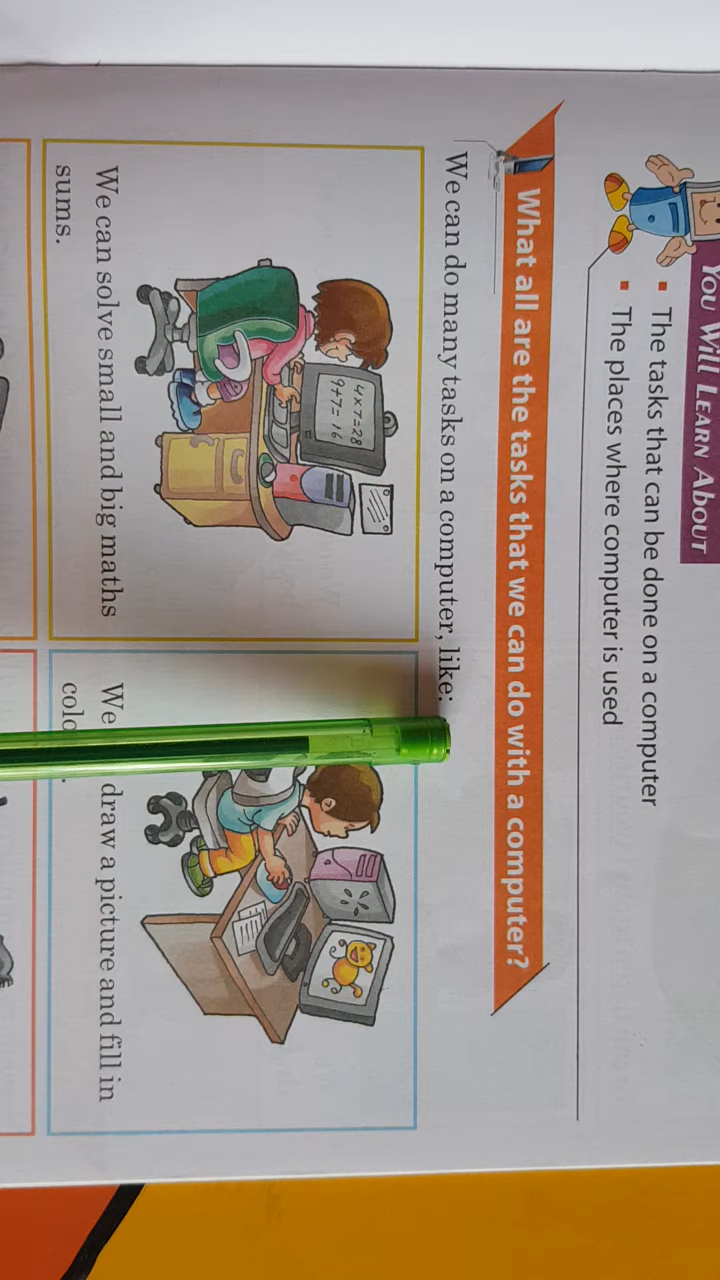 YOU WILL LEARN ABOUT
The tasks that can be done on a computer
The places where computer is used
What all are the tasks that we can do with a computer?
We can do many tasks on a computer, like:
4×7=28
9+7=16
We can solve small and big maths
sums.
We draw a picture and fill in